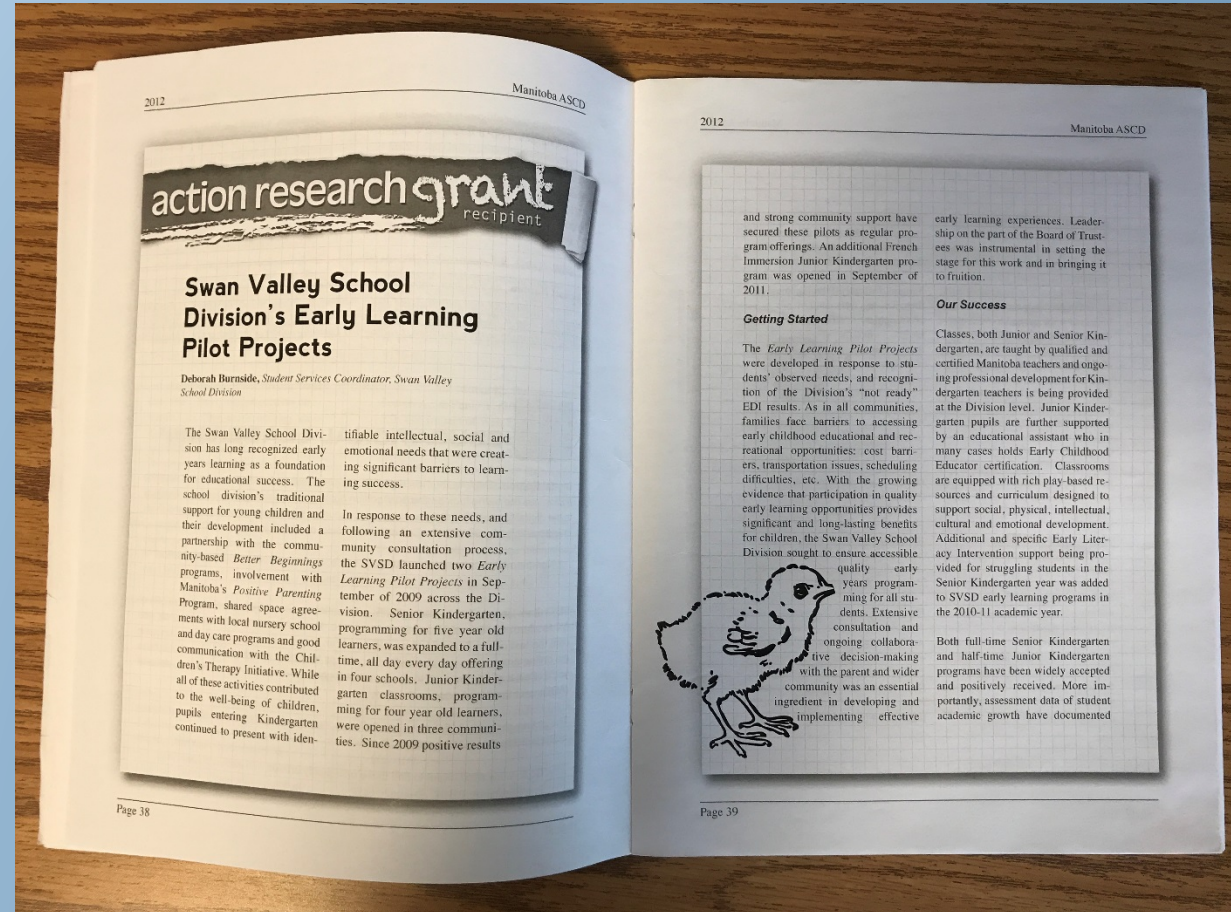 2012
Manitoba ASCD
action research grant
recipient
Swan Valley School
Division's Early Learning
Pilot Projects
Deborah Burnside, Student Services Coordinator, Swan Valley
School Division
The Swan Valley School Divi-
sion has long recognized early
years learning as a foundation
for educational success. The
school division's traditional
support for young children and
their development included a
partnership with the commu-
nity-based Better Beginnings
programs, involvement with
Manitoba's Positive Parenting
Program, shared space agree-
ments with local nursery school
and day care programs and good
communication with the Chil-
dren's Therapy Initiative. While
all of these activities contributed
to the well-being of children,
pupils entering Kindergarten
continued to present with iden-
tifiable intellectual, social and
emotional needs that were creat-
ing significant barriers to learn-
ing success.
In response to these needs, and
following an extensive com-
munity consultation process,
the SVSD launched two Early
Learning Pilot Projects in Sep-
tember of 2009 across the Di-
vision. Senior Kindergarten,
programming for five year old
learners, was expanded to a full-
time, all day every day offering
in four schools. Junior Kinder-
garten classrooms, program-
ming for four year old learners,
were opened in three communi-
ties. Since 2009 positive results
Page 38
2012
Manitoba ASCD
and strong community support have
secured these pilots as regular pro-
gram offerings. An additional French
Immersion Junior Kindergarten pro-
gram was opened in September of
2011.
Getting Started
The Early Learning Pilot Projects
were developed in response to stu-
dents' observed needs, and recogni-
tion of the Division's "not ready"
EDI results. As in all communities,
families face barriers to accessing
early childhood educational and rec-
reational opportunities: cost barri-
ers, transportation issues, scheduling
difficulties, etc. With the growing
evidence that participation in quality
early learning opportunities provides
significant and long-lasting benefits
for children, the Swan Valley School
Division sought to ensure accessible
quality early
years program-
ming for all stu-
dents. Extensive
consultation and
ongoing collabora-
tive decision-making
with the parent and wider
community was an essential
ingredient in developing and
implementing effective
early learning experiences. Leader-
ship on the part of the Board of Trust-
ees was instrumental in setting the
stage for this work and in bringing it
to fruition.
Our Success
Classes, both Junior and Senior Kin-
dergarten, are taught by qualified and
certified Manitoba teachers and ongo-
ing professional development for Kin-
dergarten teachers is being provided
at the Division level. Junior Kinder-
garten pupils are further supported
by an educational assistant who in
many cases holds Early Childhood
Educator certification. Classrooms
are equipped with rich play-based re-
sources and curriculum designed to
support social, physical, intellectual,
cultural and emotional development.
Additional and specific Early Liter-
acy Intervention support being pro-
vided for struggling students in the
Senior Kindergarten year was added
to SVSD early learning programs in
the 2010-11 academic year.
Both full-time Senior Kindergarten
and half-time Junior Kindergarten
programs have been widely accepted
and positively received. More im-
portantly, assessment data of student
academic growth have documented
Page 39